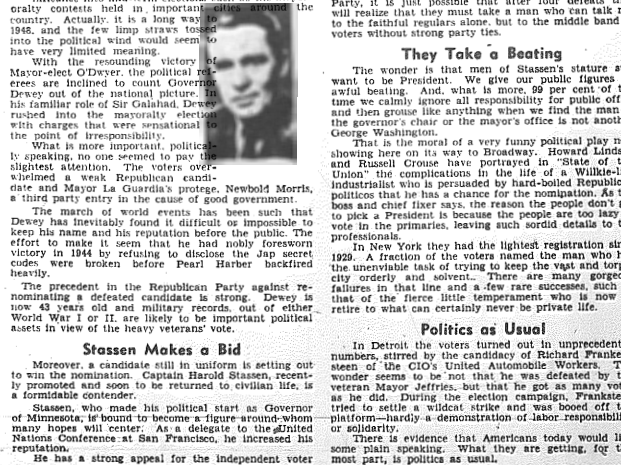 orally contests held in important cities around the
country. Actually, it is a long way to
1948, and the few limp straws tossed
into the political wind would seem to
have very limited meaning.
With the resounding victory of
Mayor-elect O'Dwyer, the political ref-
erees are inclined to count Governor
Dewey out of the national picture. In
his familiar role of Sir Galahad, Dewey
rushed into the mayoralty election
with charges that were sensational to
the point of irresponsibility.
What is more important, political-
ly speaking, no one seemed to pay the
slightest attention. The voters over-
whelmed a weak Republican candi-
date and Mayor La Guardia's protege, Newbold Morris,
a third party entry in the cause of good government.
The march of world events has been such that
Dewey has inevitably found it difficult or impossible to
keep his name and his reputation before the public. The
effort to make it seem that he had nobly foresworn
victory in 1944 by refusing to disclose the Jap secret
codes were broken before Pearl Harber backfired
heavily.
The precedent in the Republican Party against re-
nominating a defeated candidate is strong. Dewey is
now 43 years old and military records, out of either
World War I or II, are likely to be important political
assets in view of the heavy veterans' vote.
Stassen Makes a Bid
Moreover, a candidate still in uniform is setting out
to win the nomination. Captain Harold Stassen, recent-
ly promoted and soon to be returned to civilian life, is
a formidable contender.
Stassen, who made his political start as Governor
of Minnesota, is bound to become a figure around whom
many hopes will center. As a delegate to the United
Nations Conference at San Francisco, he increased his
reputation.
He has a strong appeal for the independent voter
Party, it is just possible that after four defeats th
will realize that they must take a man who can talk n
to the faithful regulars alone, but to the middle band
voters without strong party ties.
They Take a Beating
The wonder is that men of Stassen's stature a
want to be President. We give our public figures
awful beating. And, what is more, 99 per cent of t
time we calmly ignore all responsibility for public off
and then grouse like anything when we find the man
the governor's chair or the mayor's office is not anoth
George Washington.
That is the moral of a very funny political play n
showing here on its way to Broadway. Howard Linds
and Russell Crouse have portrayed in "State of t
Union" the complications in the life of a Willkie-li
industrialist who is persuaded by hard-boiled Republic
politicos that he has a chance for the nomination. As t
boss and chief fixer says, the reason the people don't g
to pick a President is because the people are too lazy
vote in the primaries, leaving such sordid details to t
professionals.
In New York they had the lightest registration sin
1929. A fraction of the voters named the man who h
the unenviable task of trying to keep the vast and torp
city orderly and solvent. There are many gorge
failures in that line and a few rare successes, such
that of the fierce little temperament who is now
retire to what can certainly never be private life.
Politics as Usual
In Detroit the voters turned out in unprecedent
numbers, stirred by the candidacy of Richard Franke
steen of the CIO's United Automobile Workers. T
wonder seems to be not that he was defeated by t
veteran Mayor Jeffries, but that he got as many vot
as he did. During the election campaign, Frankste
tried to settle a wildcat strike and was booed off t
platform—hardly a demonstration of labor responsibili
or solidarity.
There is evidence that Americans today would li
some plain speaking. What they are getting, for t
most part, is politics as usual.